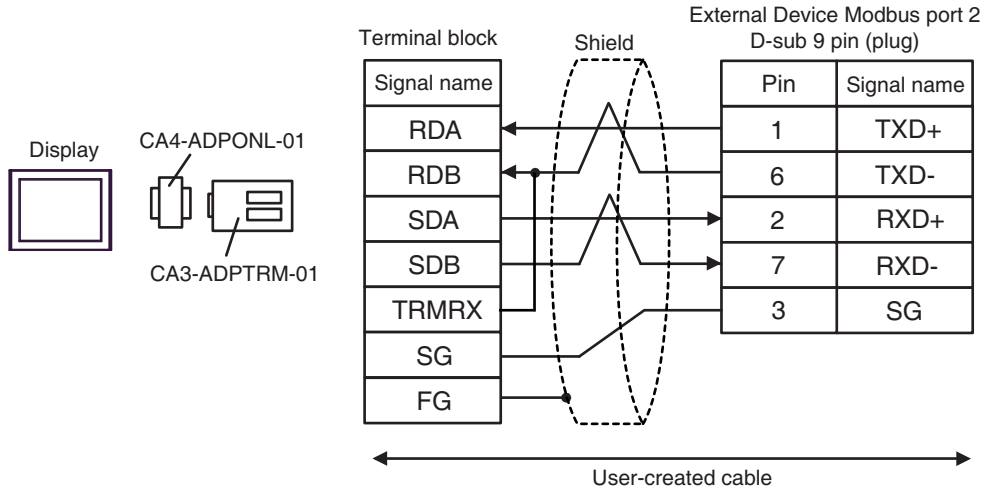 External Device Modbus port 2
D-sub 9 pin (plug)
Terminal block
Shield
Signal name
Pin Signal name
RDA 1 TXD+
RDB 6 TXD-
SDA 2 RXD+
SDB 7 RXD-
TRMRX 3 SG
SG
FG
Display
CA4-ADPONL-01
CA3-ADPTRM-01
User-created cable